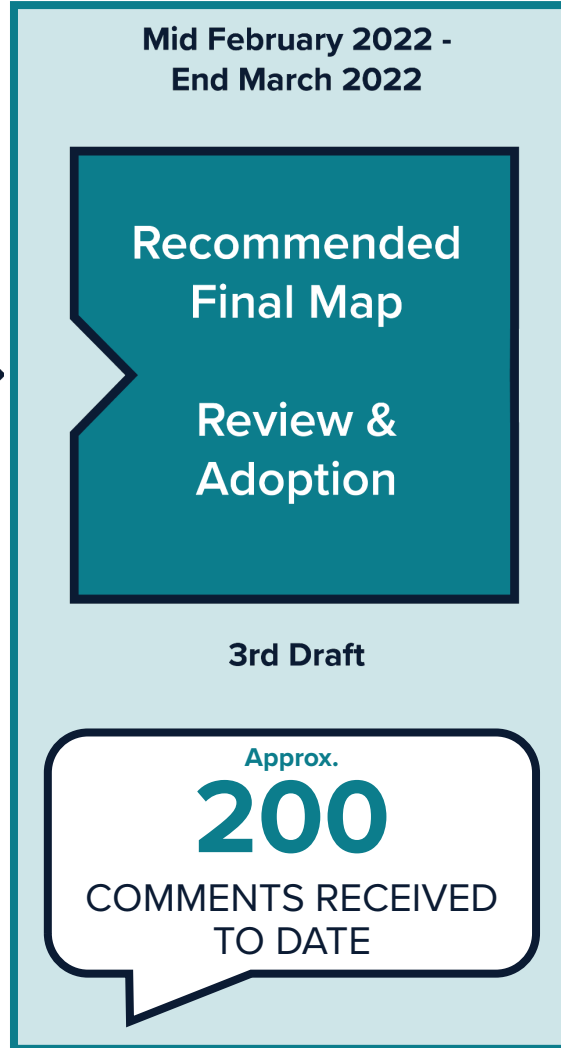 Mid February 2022 -
End March 2022
Recommended
Final Map
Review &
Adoption
3rd Draft
Approx.
200
COMMENTS RECEIVED
TO DATE